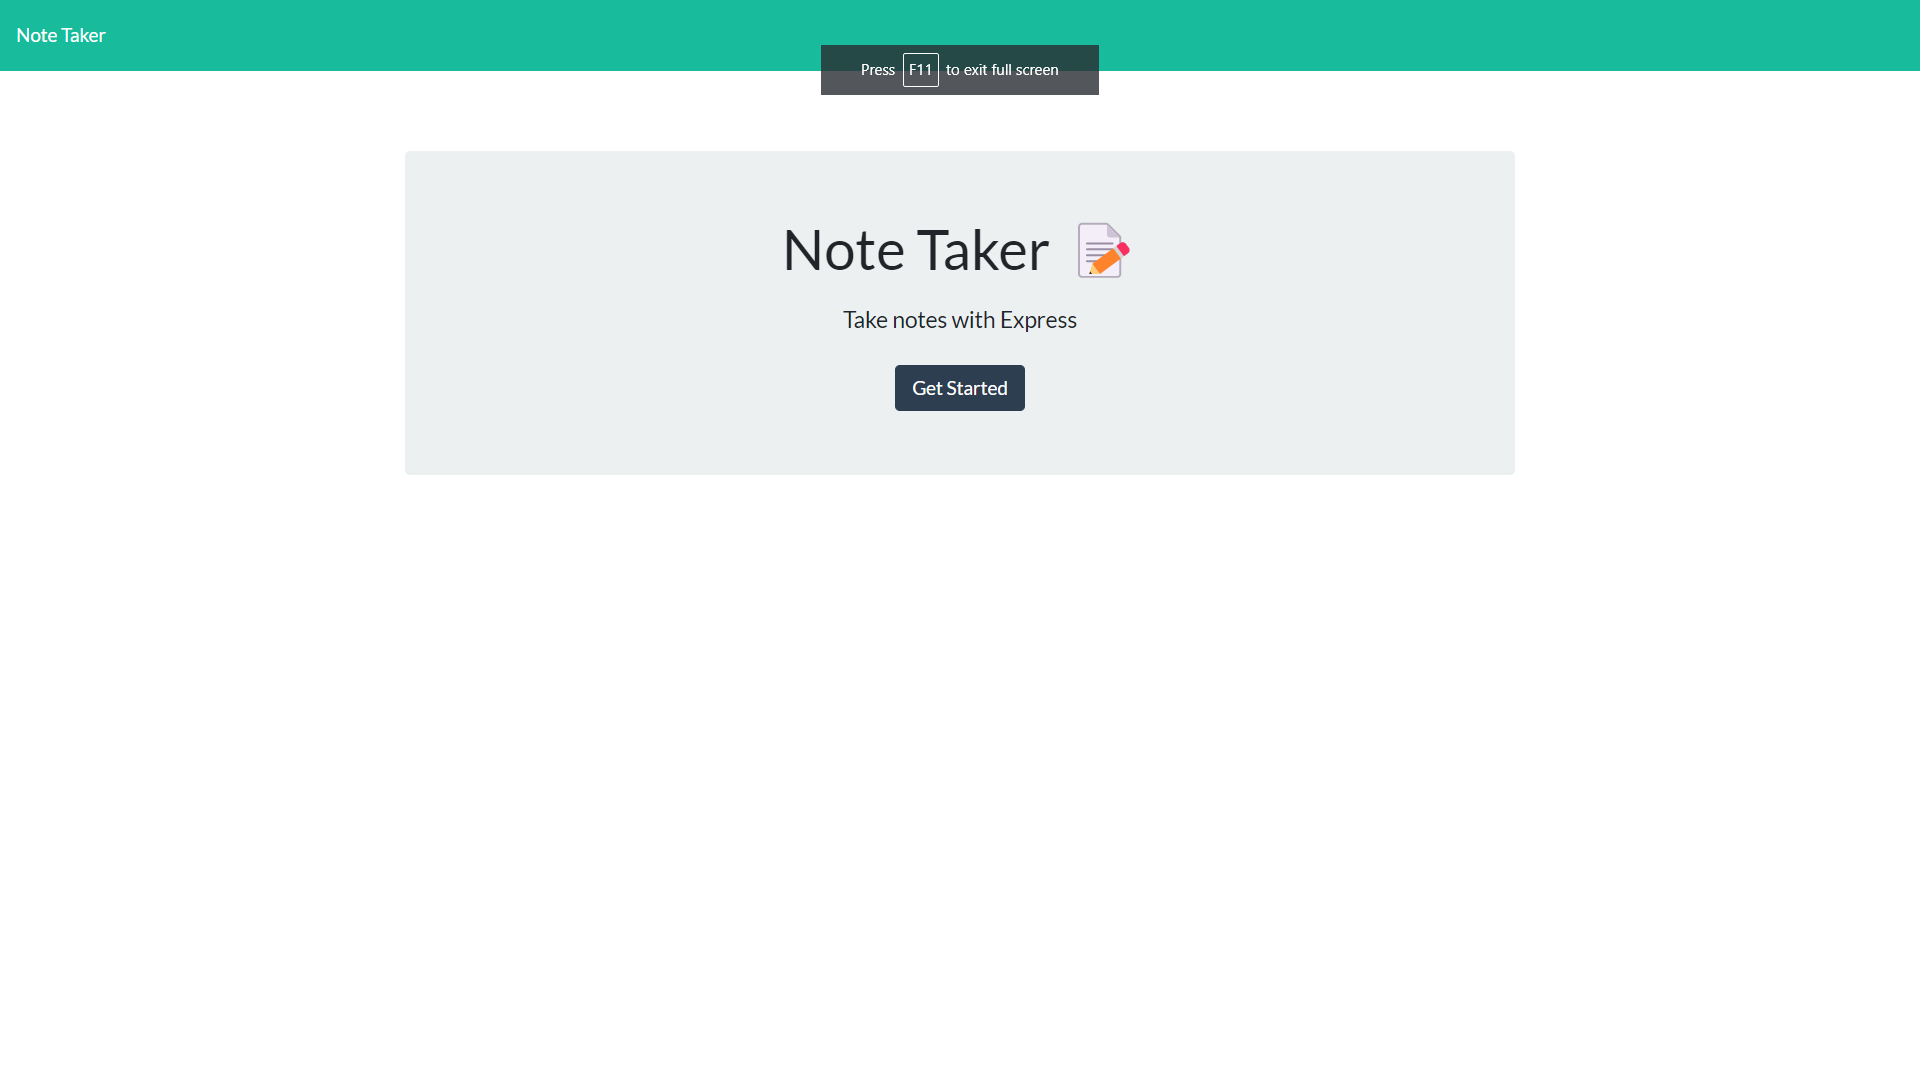 Note Taker
Press F11 to exit full screen
Note Taker
Take notes with Express
Get Started